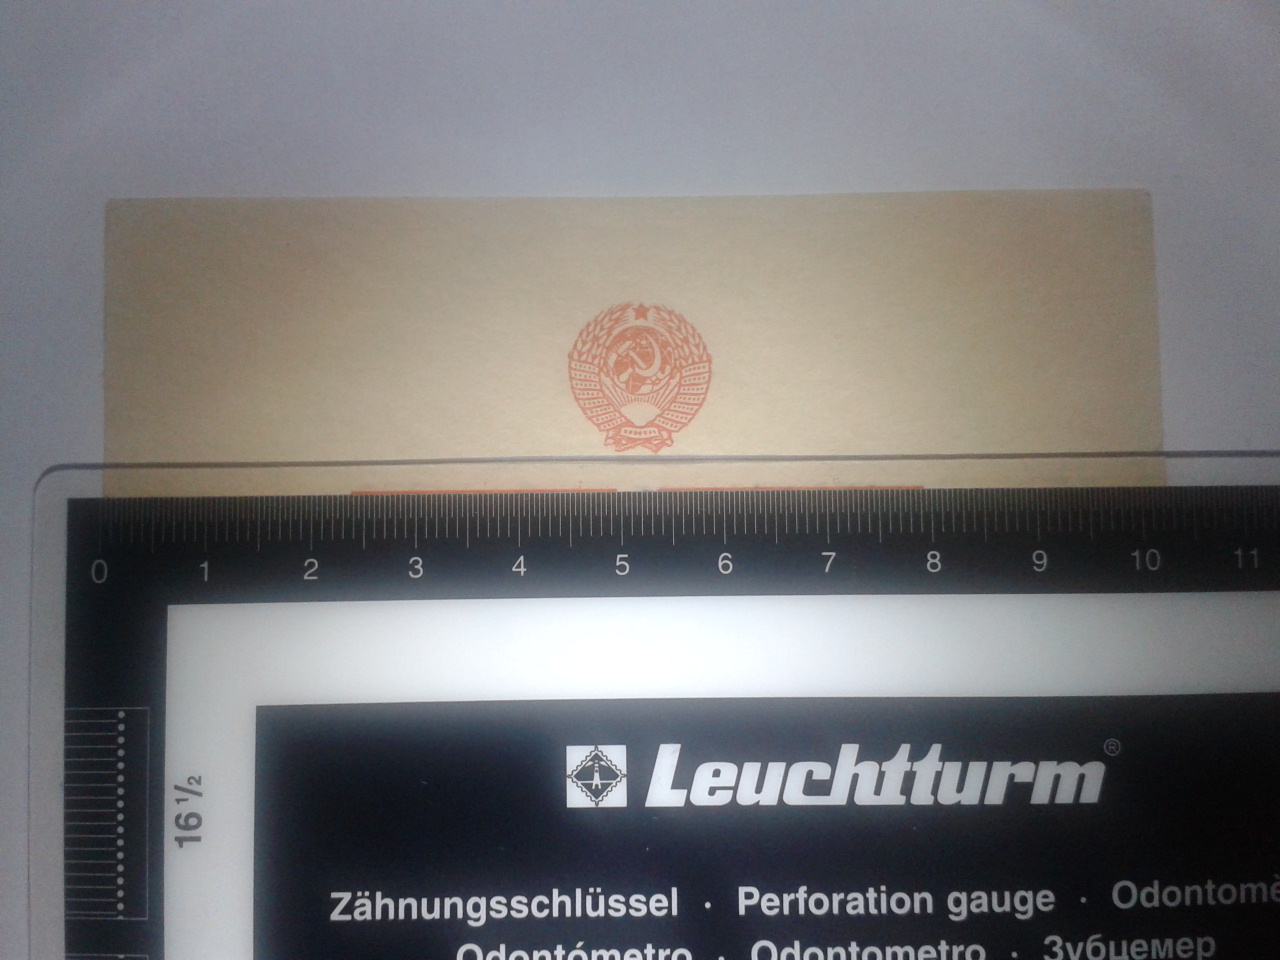 0 1 2 3 4 5 6 7 8 9 10 11
16 ½
Leuchtturm®
Zähnungsschlüssel · Perforation gauge ·
Odontómetro · Odontometro · Зубцемер